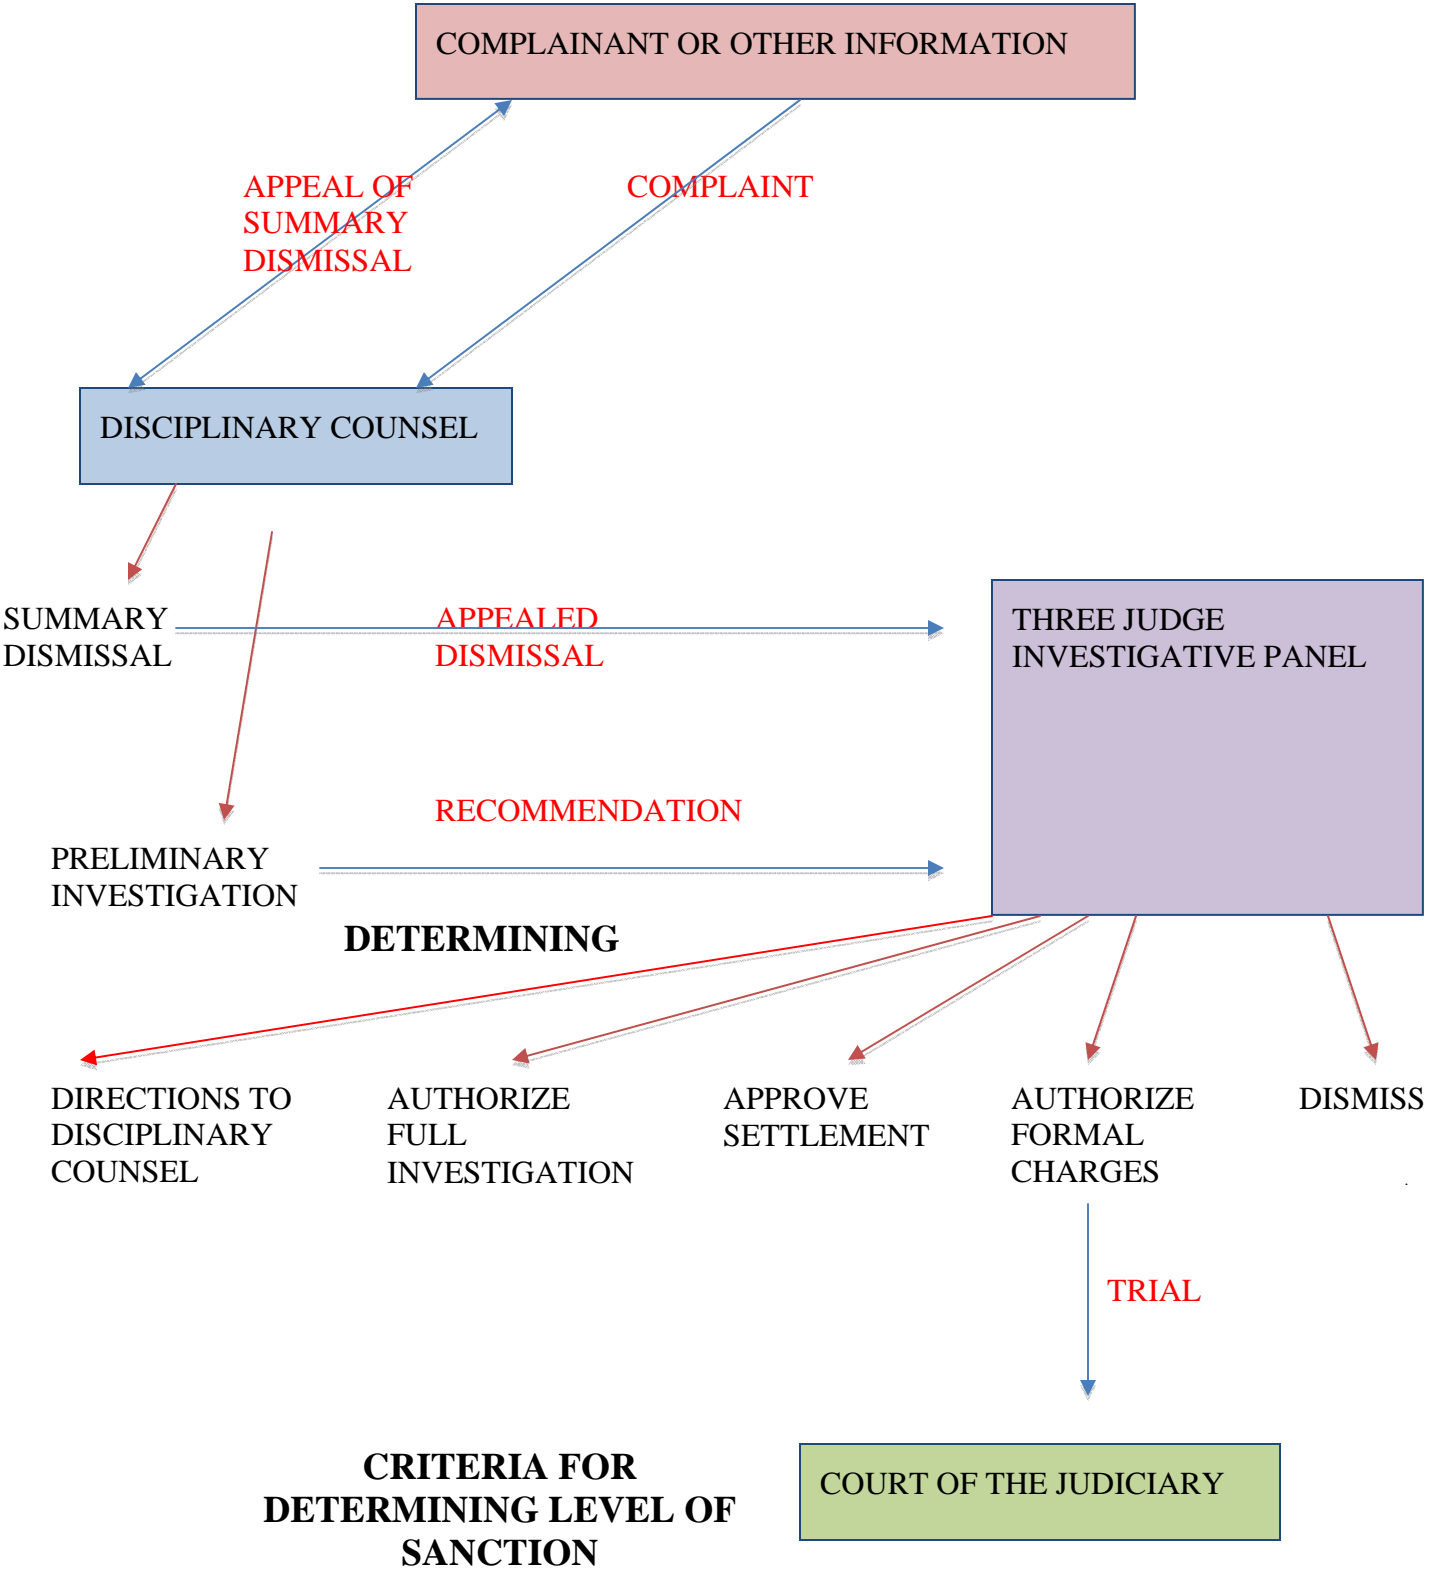 COMPLAINANT OR OTHER INFORMATION
APPEAL OF
SUMMARY
DISMISSAL
COMPLAINT
DISCIPLINARY COUNSEL
SUMMARY
DISMISSAL
APPEALED
DISMISSAL
THREE JUDGE
INVESTIGATIVE PANEL
RECOMMENDATION
PRELIMINARY
INVESTIGATION
DETERMINING
DIRECTIONS TO
DISCIPLINARY
COUNSEL
AUTHORIZE
FULL
INVESTIGATION
APPROVE
SETTLEMENT
AUTHORIZE
FORMAL
CHARGES
DISMISS
.
TRIAL
CRITERIA FOR
DETERMINING LEVEL OF
SANCTION
COURT OF THE JUDICIARY